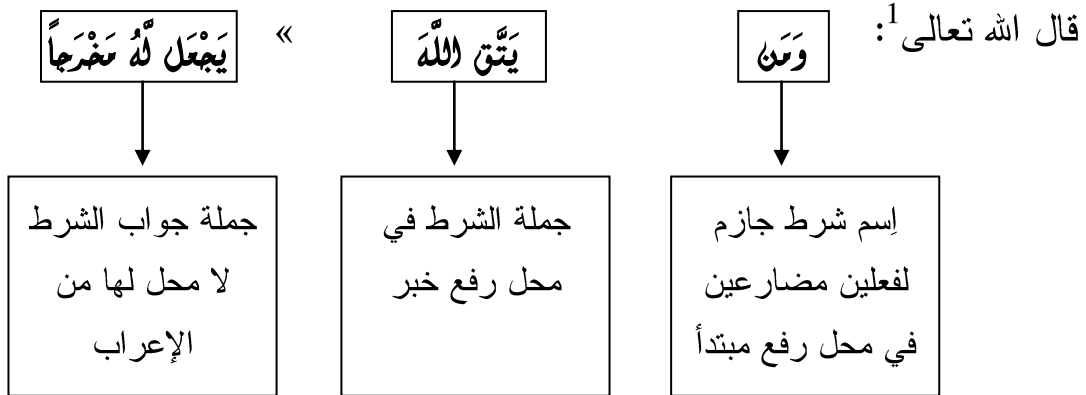 قال الله تعالى1: وَمَن يَتَّق اللَّهَ يَجْعَل لَّهُ مَخْرَجاً »
إسم شرط جازم
لفعلين مضارعين
في محل رفع مبتدأ
جملة الشرط في
محل رفع خبر
جملة جواب الشرط
لا محل لها من
الإعراب